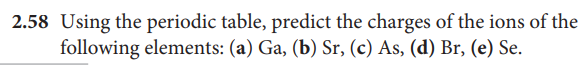 2.58 Using the periodic table, predict the charges of the ions of the
following elements: (a) Ga, (b) Sr, (c) As, (d) Br, (e) Se.